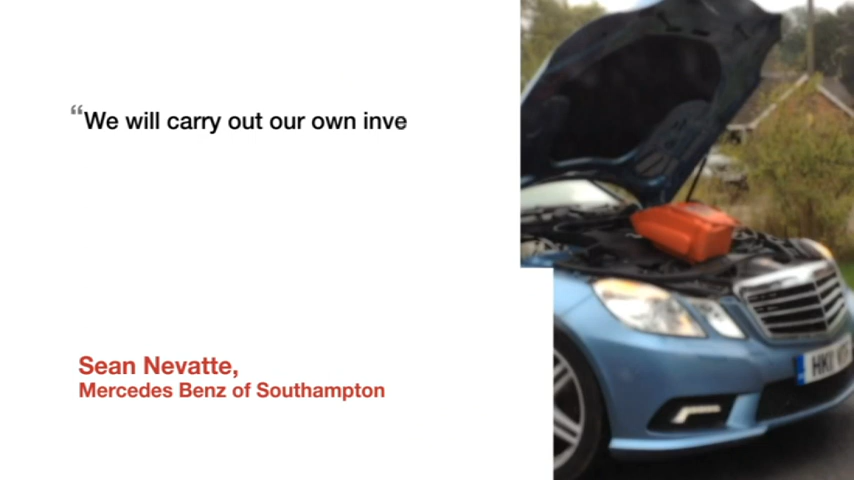 “We will carry out our own inve
Sean Nevatte,
Mercedes Benz of Southampton